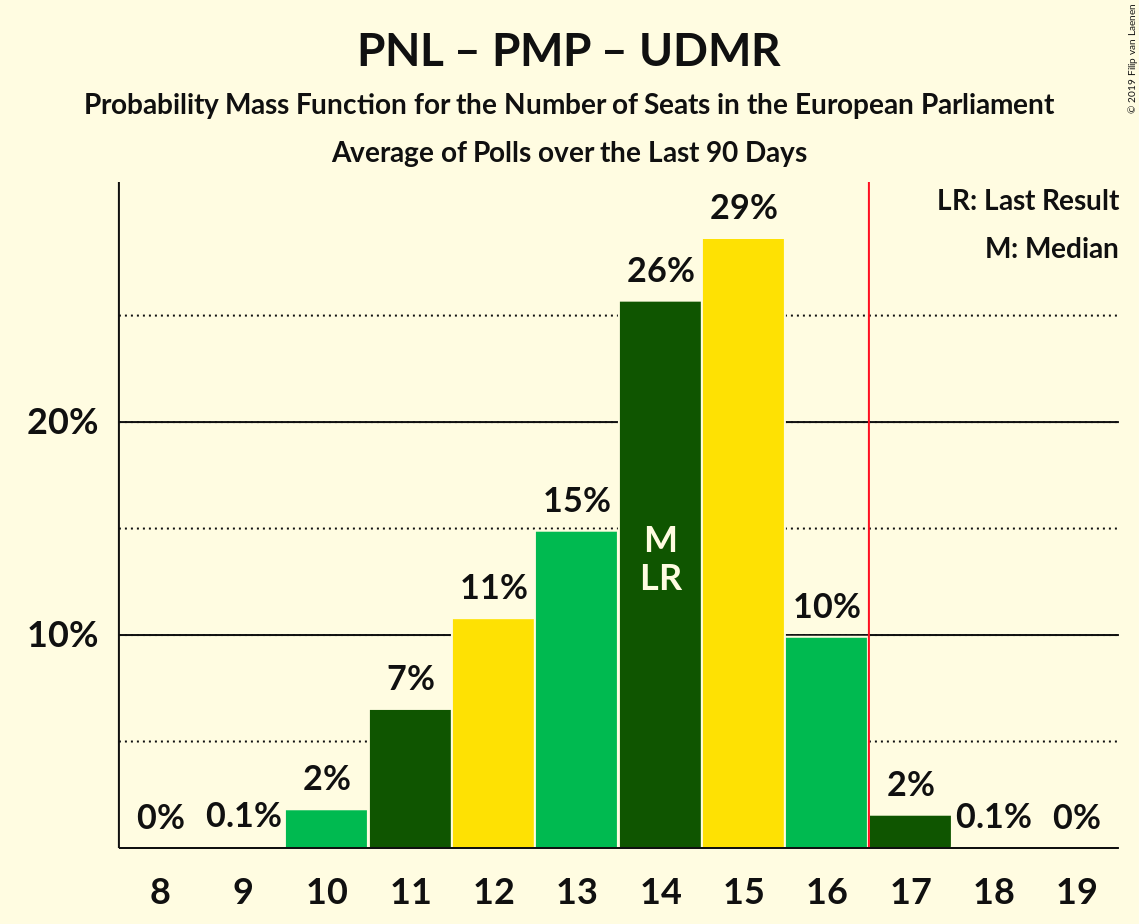 PNL – PMP – UDMR
Probability Mass Function for the Number of Seats in the European Parliament
Average of Polls over the Last 90 Days
© 2019 Filip van Laenen
LR: Last Result
M: Median
29%
26%
20%
15%
M
LR
11%
10%
10%
7%
2%
2%
0%
0.1%
0.1%
0%
8 9 10 11 12 13 14 15 16 17 18 19